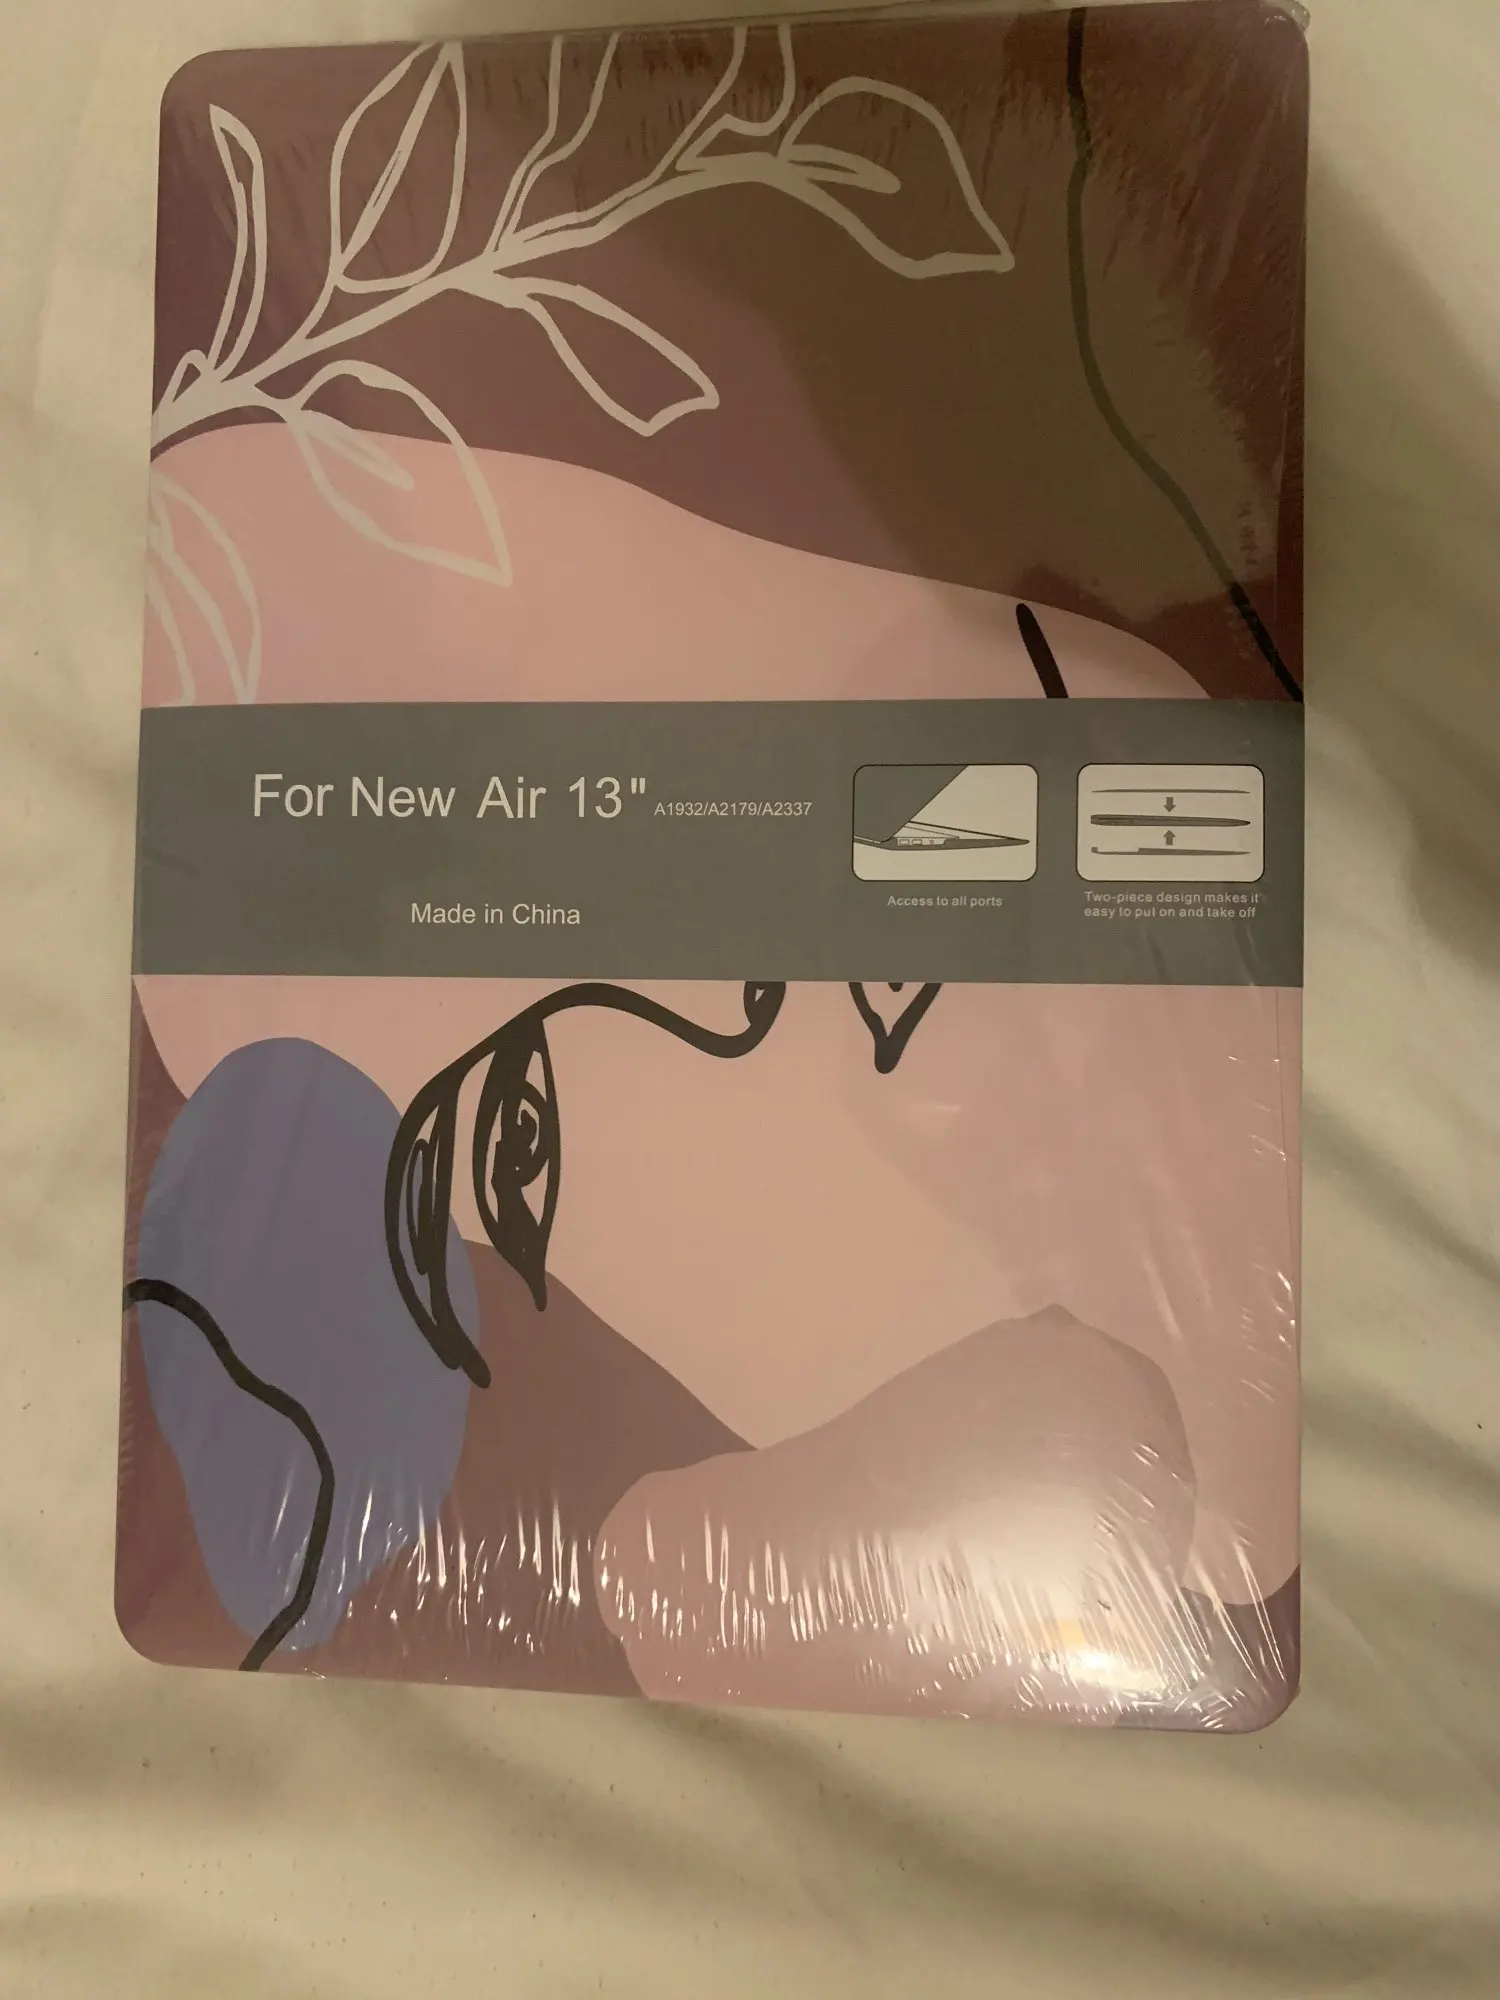 For New Air 13" A1932/A2179/A2337
Made in China
Access to all ports
Two-piece design makes it
easy to put on and take off